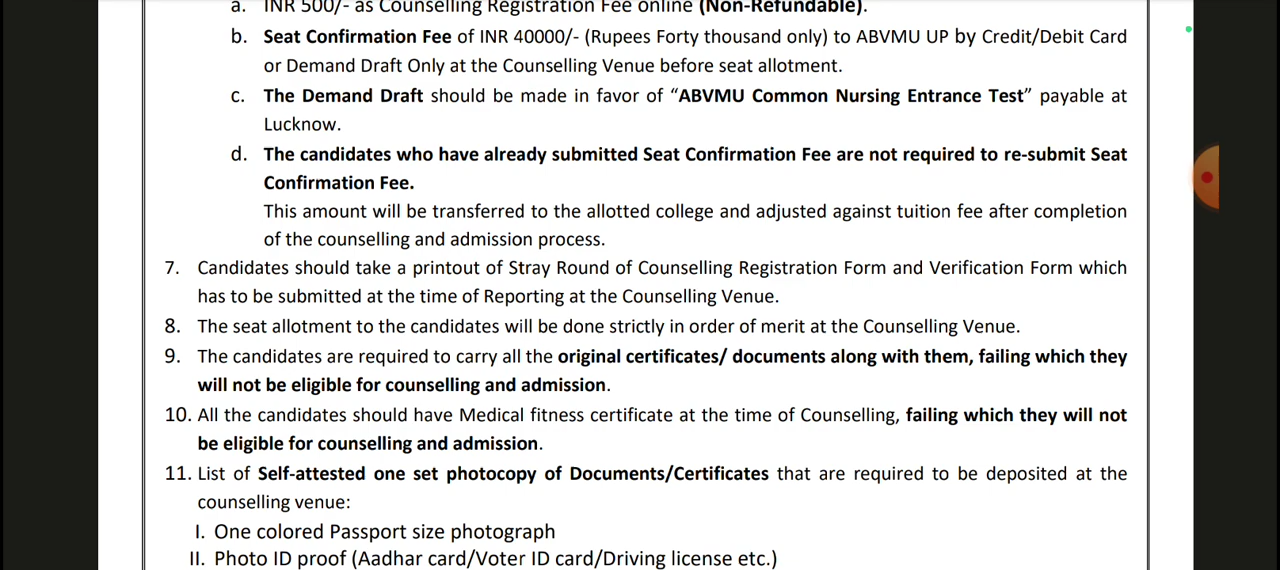 a. INR 500/- as Counselling Registration Fee online (Non-Refundable).
b. Seat Confirmation Fee of INR 40000/- (Rupees Forty thousand only) to ABVMU UP by Credit/Debit Card
or Demand Draft Only at the Counselling Venue before seat allotment.
c. The Demand Draft should be made in favor of “ABVMU Common Nursing Entrance Test” payable at
Lucknow.
d. The candidates who have already submitted Seat Confirmation Fee are not required to re-submit Seat
Confirmation Fee.
This amount will be transferred to the allotted college and adjusted against tuition fee after completion
of the counselling and admission process.
7. Candidates should take a printout of Stray Round of Counselling Registration Form and Verification Form which
has to be submitted at the time of Reporting at the Counselling Venue.
8. The seat allotment to the candidates will be done strictly in order of merit at the Counselling Venue.
9. The candidates are required to carry all the original certificates/ documents along with them, failing which they
will not be eligible for counselling and admission.
10. All the candidates should have Medical fitness certificate at the time of Counselling, failing which they will not
be eligible for counselling and admission.
11. List of Self-attested one set photocopy of Documents/Certificates that are required to be deposited at the
counselling venue:
I. One colored Passport size photograph
II. Photo ID proof (Aadhar card/Voter ID card/Driving license etc.)